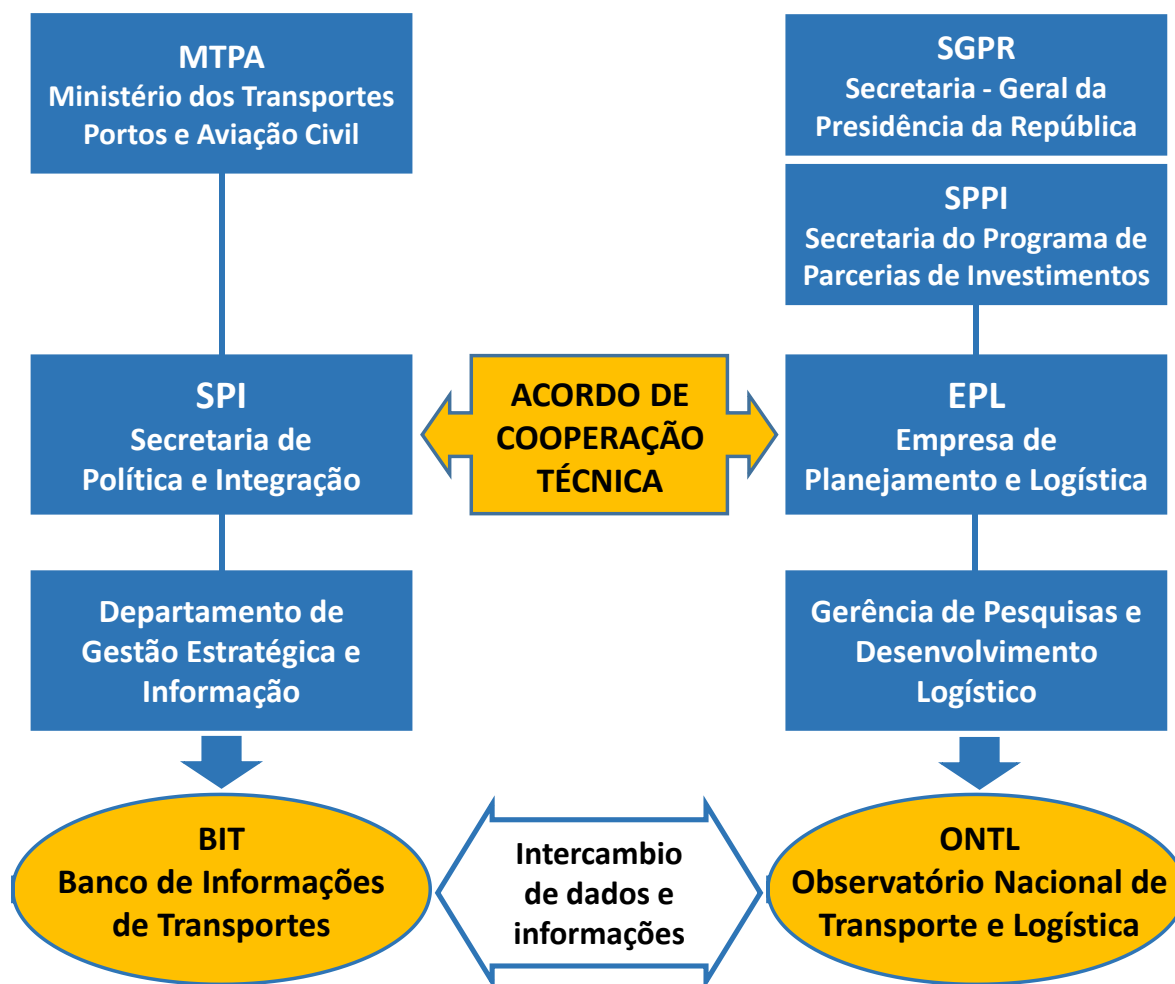 MTPA
Ministério dos Transportes
Portos e Aviação Civil
SGPR
Secretaria - Geral da
Presidência da República
SPPI
Secretaria do Programa de
Parcerias de Investimentos
SPI
Secretaria de
Política e Integração
ACORDO DE
COOPERAÇÃO
TÉCNICA
EPL
Empresa de
Planejamento e Logística
Departamento de
Gestão Estratégica e
Informação
Gerência de Pesquisas e
Desenvolvimento
Logístico
BIT
Banco de Informações
de Transportes
Intercambio
de dados e
informações
ONTL
Observatório Nacional de
Transporte e Logística